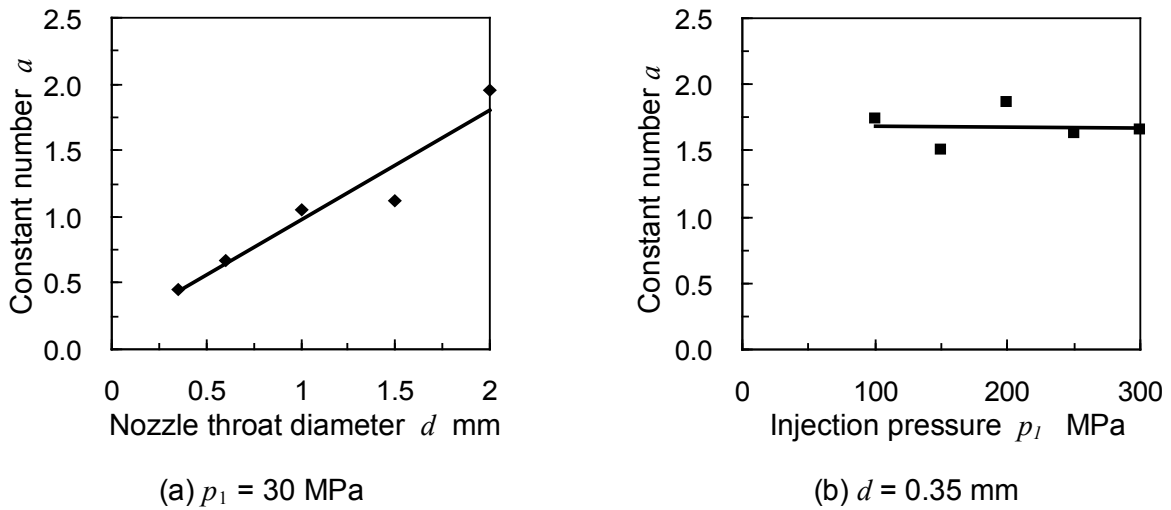 2.5
2.0
1.5
1.0
0.5
0.0
Constant number a
0 0.5 1 1.5 2
Nozzle throat diameter d mm
(a) p1 = 30 MPa
2.5
2.0
1.5
1.0
0.5
0.0
Constant number a
0 100 200 300
Injection pressure p1 MPa
(b) d = 0.35 mm